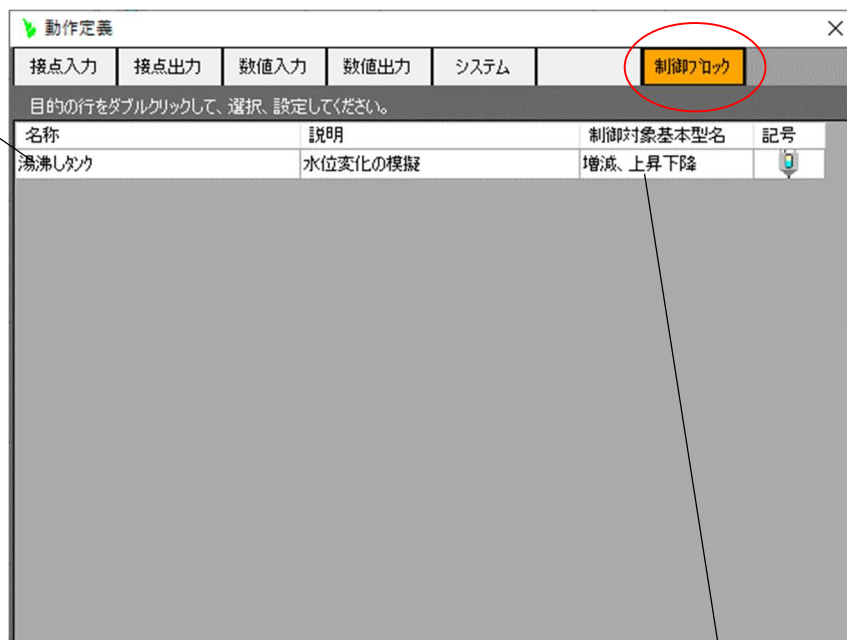 動作定義
接点入力 接点出力 数値入力 数値出力 システム 制御ブロック
目的の行をダブルクリックして、選択、設定してください。
名称 説明 制御対象基本型名 記号
湯沸しタンク 水位変化の模擬 増減、上昇下降